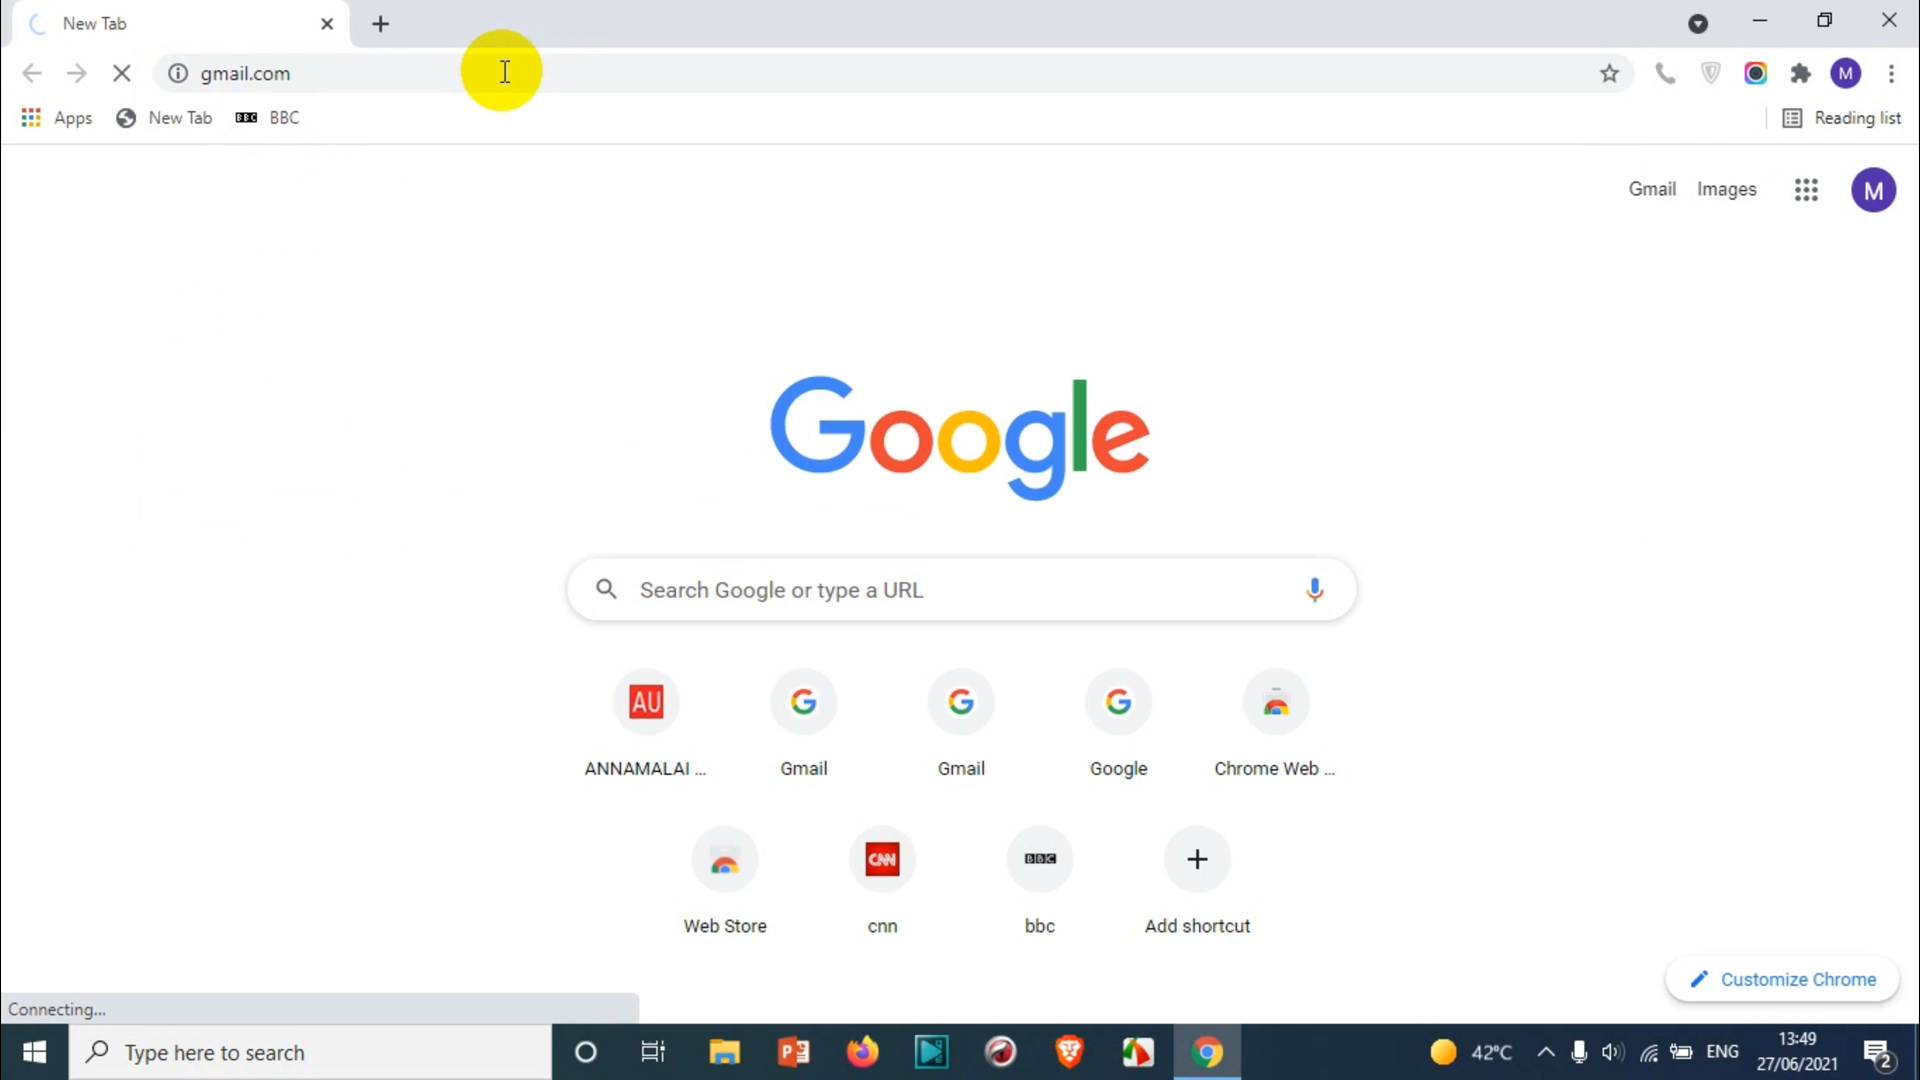 New Tab
gmail.com
M
Apps
New Tab
BBC
BBC
Reading list
Gmail
Images
M
Google
Search Google or type a URL
AU
G
G
G
ANNAMALAI ...
Gmail
Gmail
Google
Chrome Web ...
CNN
BBC
Web Store
cnn
bbc
Add shortcut
Customize Chrome
Connecting...
Type here to search
42°C
ENG
13:49
27/06/2021
2